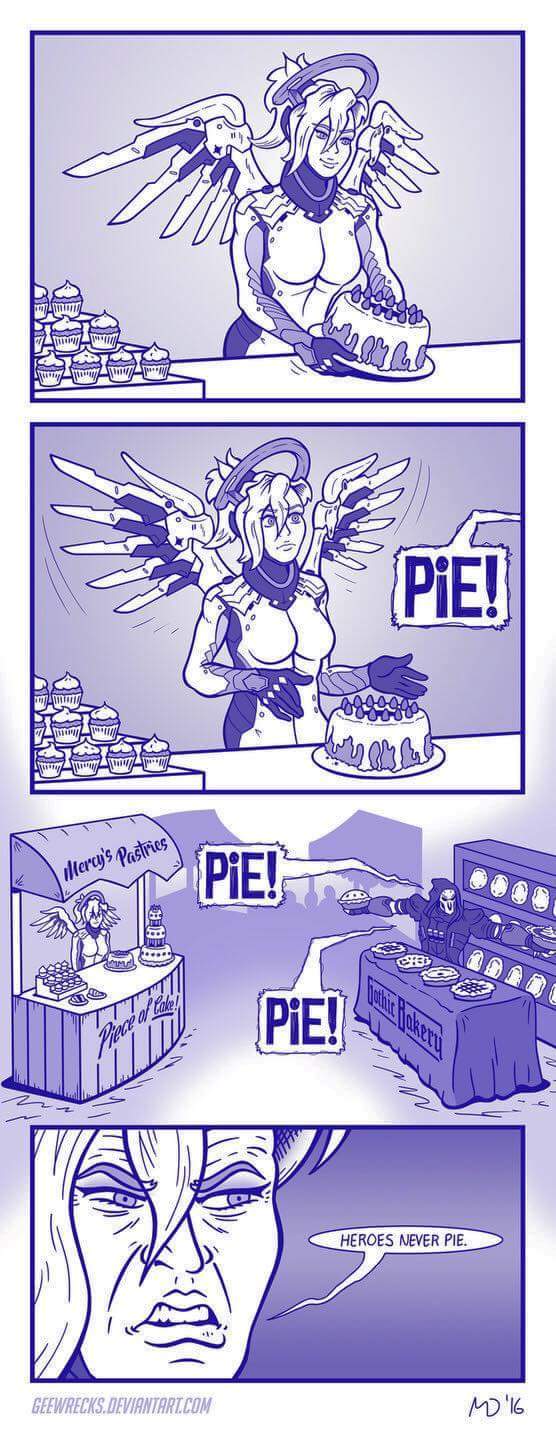 PiE!
Mercy's Pastries
PiE!
Piece of Cake!
PiE!
Gothic Bakery
HEROES NEVER PIE.
GEEWRECKS.DEVIANTART.COM
MD '16